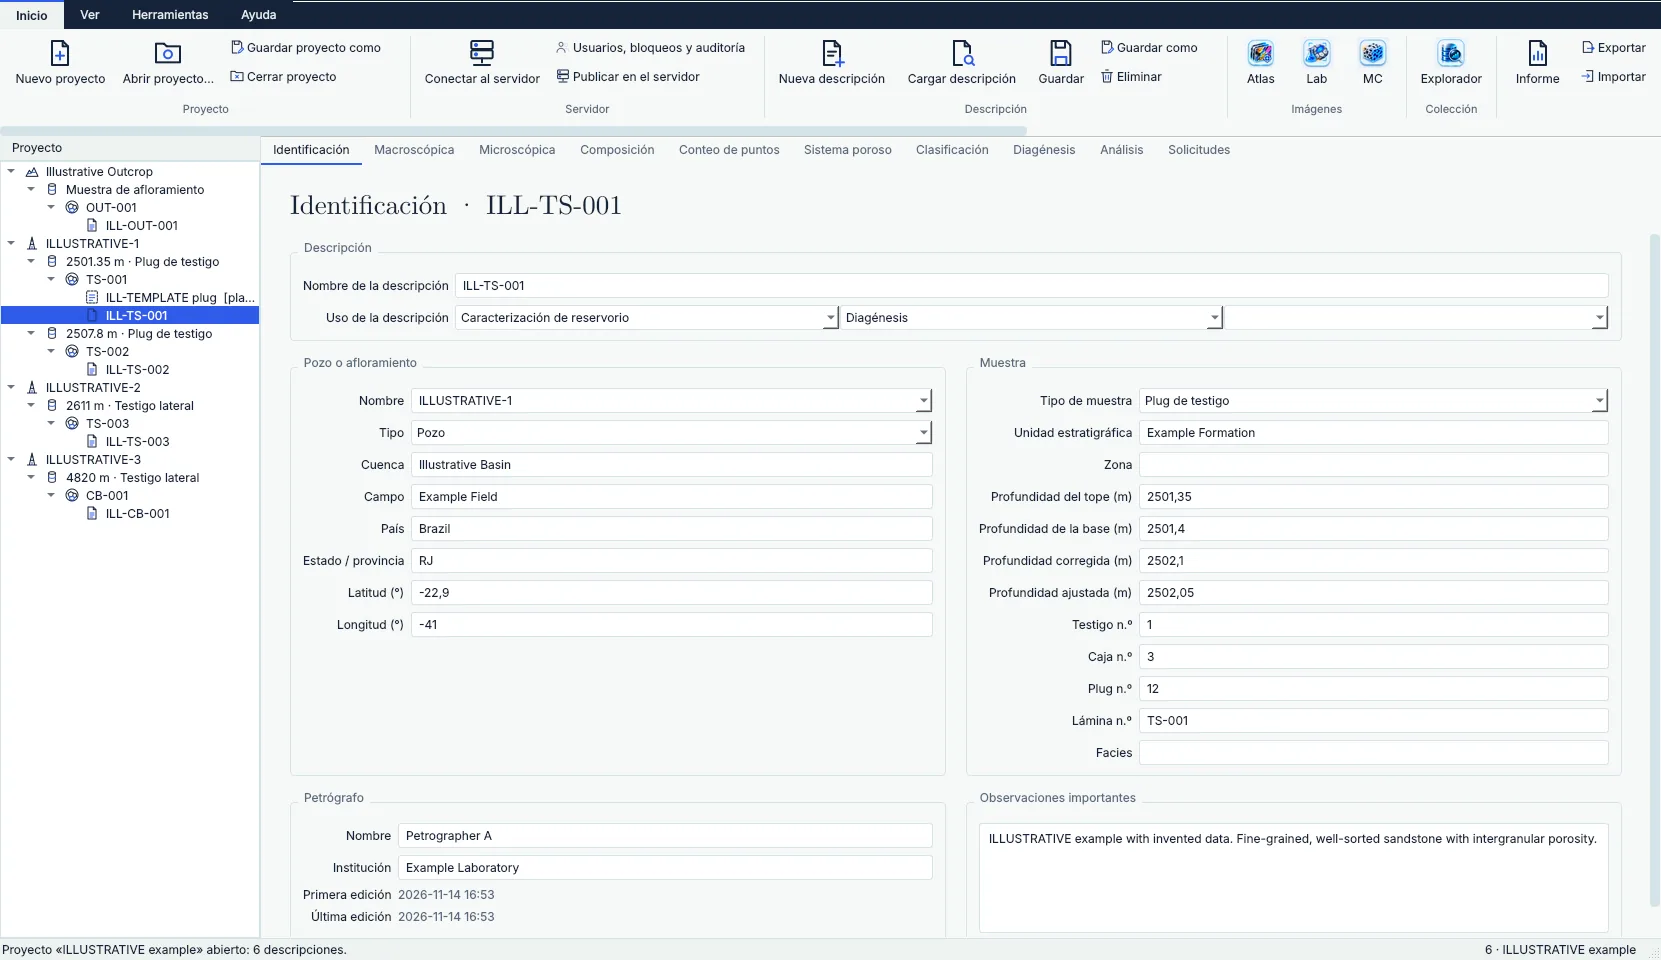 Inicio Ver Herramientas Ayuda
Nuevo proyecto
Abrir proyecto...
Guardar proyecto como
Cerrar proyecto
Proyecto
Conectar al servidor
Usuarios, bloqueos y auditoría
Publicar en el servidor
Servidor
Nueva descripción
Cargar descripción
Guardar
Guardar como
Eliminar
Descripción
Atlas
Lab
MC
Imágenes
Explorador
Colección
Informe
Exportar
Importar
Proyecto
Illustrative Outcrop
Muestra de afloramiento
OUT-001
ILL-OUT-001
ILLUSTRATIVE-1
2501.35 m · Plug de testigo
TS-001
ILL-TEMPLATE plug [pla...
ILL-TS-001
2507.8 m · Plug de testigo
TS-002
ILL-TS-002
ILLUSTRATIVE-2
2611 m · Testigo lateral
TS-003
ILL-TS-003
ILLUSTRATIVE-3
4820 m · Testigo lateral
CB-001
ILL-CB-001
Identificación Macroscópica Microscópica Composición Conteo de puntos Sistema poroso Clasificación Diagénesis Análisis Solicitudes
Identificación · ILL-TS-001
Descripción
Nombre de la descripción ILL-TS-001
Uso de la descripción Caracterización de reservorio Diagénesis
Pozo o afloramiento
Nombre ILLUSTRATIVE-1
Tipo Pozo
Cuenca Illustrative Basin
Campo Example Field
País Brazil
Estado / provincia RJ
Latitud (°) -22,9
Longitud (°) -41
Muestra
Tipo de muestra Plug de testigo
Unidad estratigráfica Example Formation
Zona
Profundidad del tope (m) 2501,35
Profundidad de la base (m) 2501,4
Profundidad corregida (m) 2502,1
Profundidad ajustada (m) 2502,05
Testigo n.º 1
Caja n.º 3
Plug n.º 12
Lámina n.º TS-001
Facies
Petrógrafo
Nombre Petrographer A
Institución Example Laboratory
Primera edición 2026-11-14 16:53
Última edición 2026-11-14 16:53
Observaciones importantes
ILLUSTRATIVE example with invented data. Fine-grained, well-sorted sandstone with intergranular porosity.
Proyecto «ILLUSTRATIVE example» abierto: 6 descripciones.
6 · ILLUSTRATIVE example